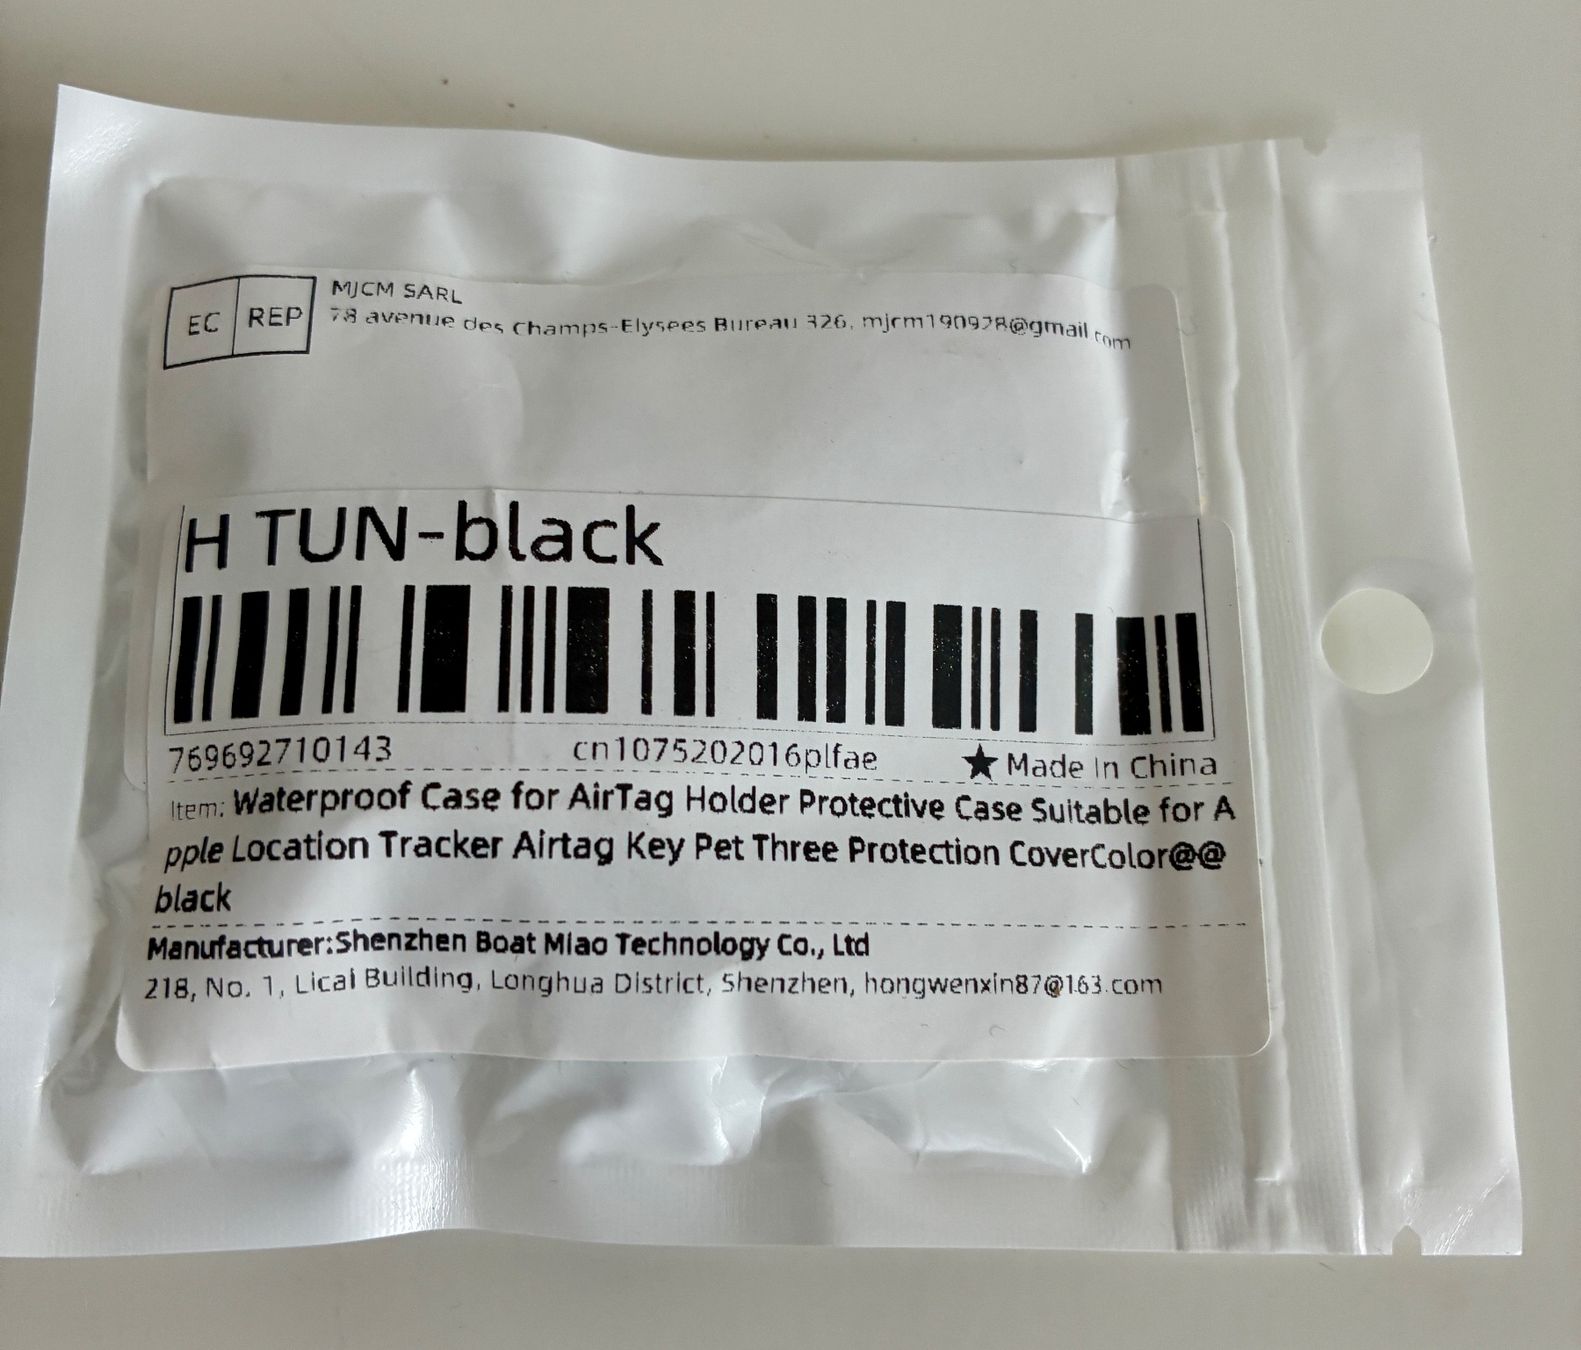 EC REP
MJCM SARL
78 avenue des Champs-Elysees Bureau 326, mjcm190928@gmail.com
H TUN-black
769692710143 cn1075202016plfae ★Made In China
Item: Waterproof Case for AirTag Holder Protective Case Suitable for A
pple Location Tracker Airtag Key Pet Three Protection CoverColor@@
black
Manufacturer:Shenzhen Boat Miao Technology Co., Ltd
218, No. 1, Licai Building, Longhua District, Shenzhen, hongwenxin87@163.com